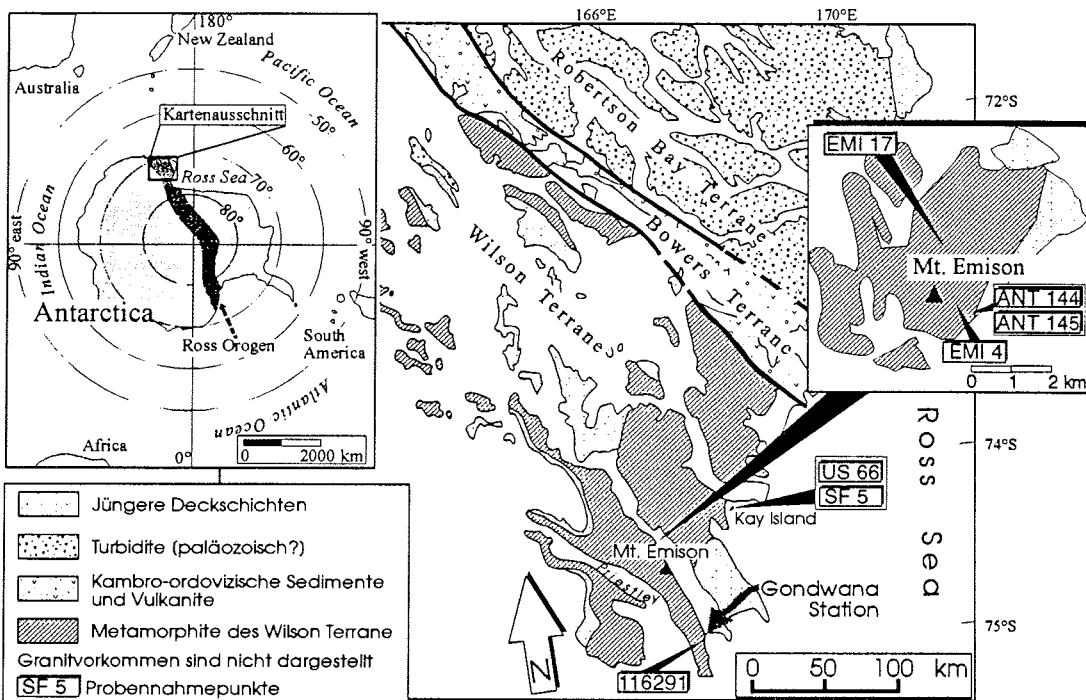 180°
New Zealand
Australia
Pacific Ocean
Kartenausschnitt
50°
60°
Ross Sea
70°
80°
90° east
Indian Ocean
90° west
Antarctica
Ross Orogen
South
America
Atlantic Ocean
Africa
0°
0
2000 km
166°E
170°E
72°S
74°S
75°S
Robertson Bay Terrane
Bowers Terrane
Wilson Terrane
EMI 17
Mt. Emison
ANT 144
ANT 145
EMI 4
0 1 2 km
US 66
SF 5
Kay Island
Ross Sea
Mt. Emison
Priestley
Gondwana
Station
116291
N
0 50 100 km
Jüngere Deckschichten
Turbidite (paläozoisch?)
Kambro-ordovizische Sedimente
und Vulkanite
Metamorphite des Wilson Terrane
Granitvorkommen sind nicht dargestellt
SF 5 Probennahmepunkte